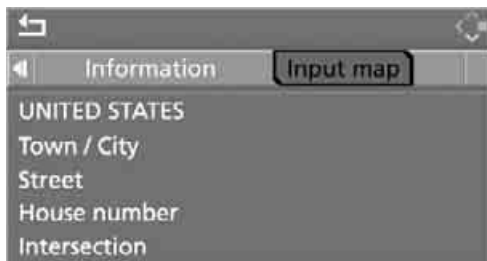 Information Input map
UNITED STATES
Town / City
Street
House number
Intersection